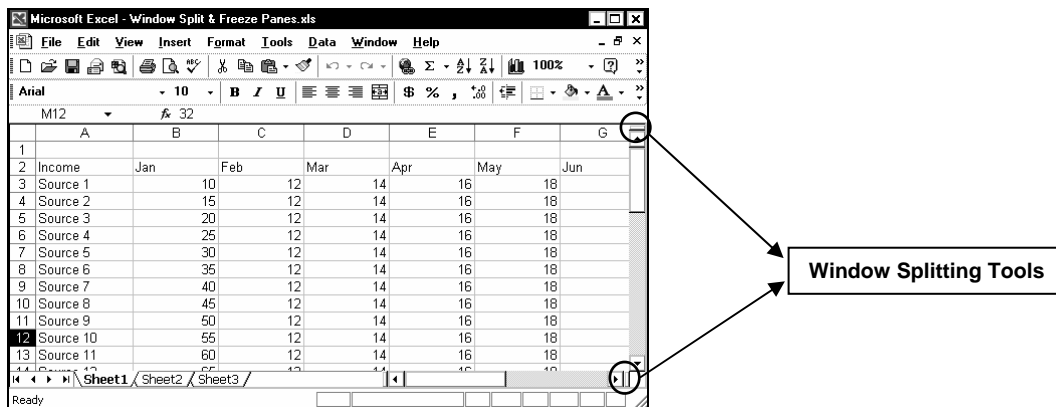 Microsoft Excel - Window Split & Freeze Panes.xls
File Edit View Insert Format Tools Data Window Help
Σ 100%
Arial 10 B I U $ % ,
M12 fx 32
A B C D E F G
1
2 Income Jan Feb Mar Apr May Jun
3 Source 1 10 12 14 16 18
4 Source 2 15 12 14 16 18
5 Source 3 20 12 14 16 18
6 Source 4 25 12 14 16 18
7 Source 5 30 12 14 16 18
8 Source 6 35 12 14 16 18
9 Source 7 40 12 14 16 18
10 Source 8 45 12 14 16 18
11 Source 9 50 12 14 16 18
12 Source 10 55 12 14 16 18
13 Source 11 60 12 14 16 18
Sheet1 Sheet2 Sheet3
Ready
Window Splitting Tools